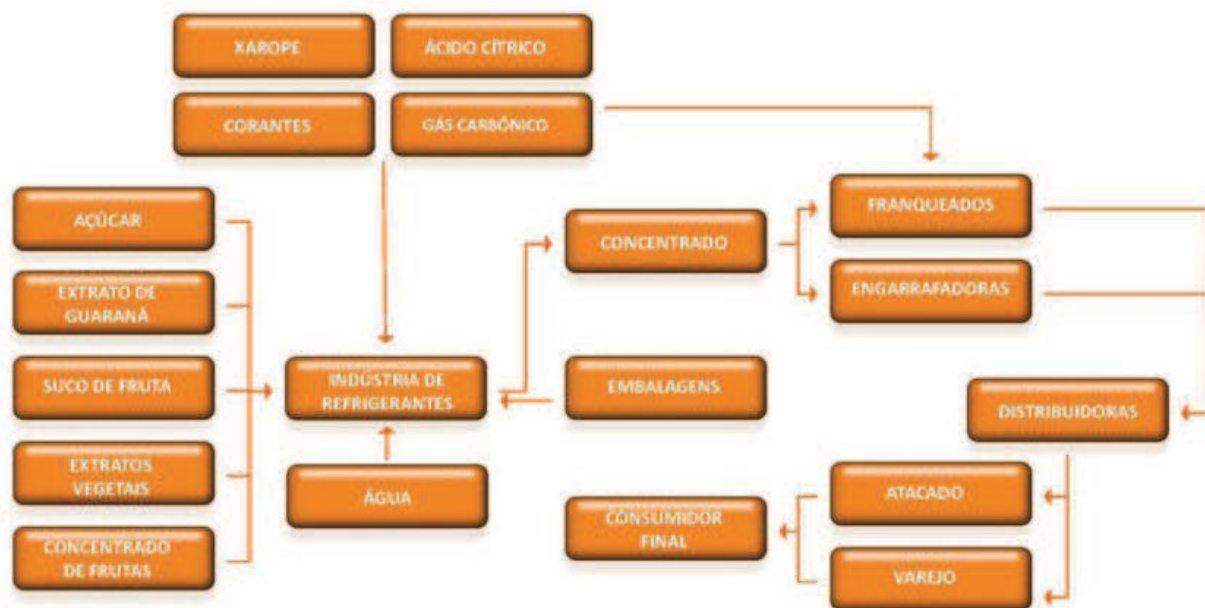 XAROPE
ÁCIDO CÍTRICO
CORANTES
GÁS CARBÔNICO
AÇÚCAR
EXTRATO DE
GUARANÁ
SUCO DE FRUTA
EXTRATOS
VEGETAIS
CONCENTRADO
DE FRUTAS
INDÚSTRIA DE
REFRIGERANTES
ÁGUA
CONCENTRADO
EMBALAGENS
FRANQUEADOS
ENGARRAFADORAS
DISTRIBUIDORAS
ATACADO
VAREJO
CONSUMIDOR
FINAL